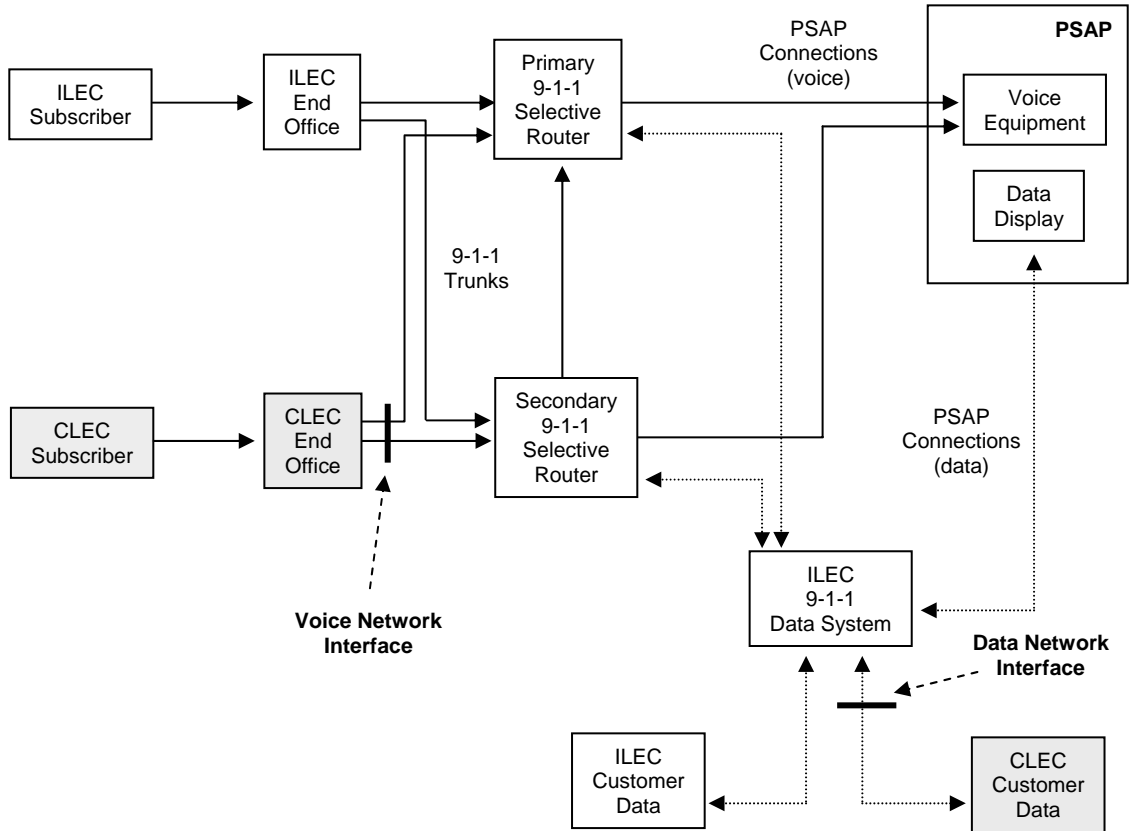 PSAP
Connections
(voice)
PSAP
ILEC
Subscriber
ILEC
End
Office
Primary
9-1-1
Selective
Router
Voice
Equipment
Data
Display
9-1-1
Trunks
CLEC
Subscriber
CLEC
End
Office
Secondary
9-1-1
Selective
Router
PSAP
Connections
(data)
Voice Network
Interface
ILEC
9-1-1
Data System
Data Network
Interface
ILEC
Customer
Data
CLEC
Customer
Data